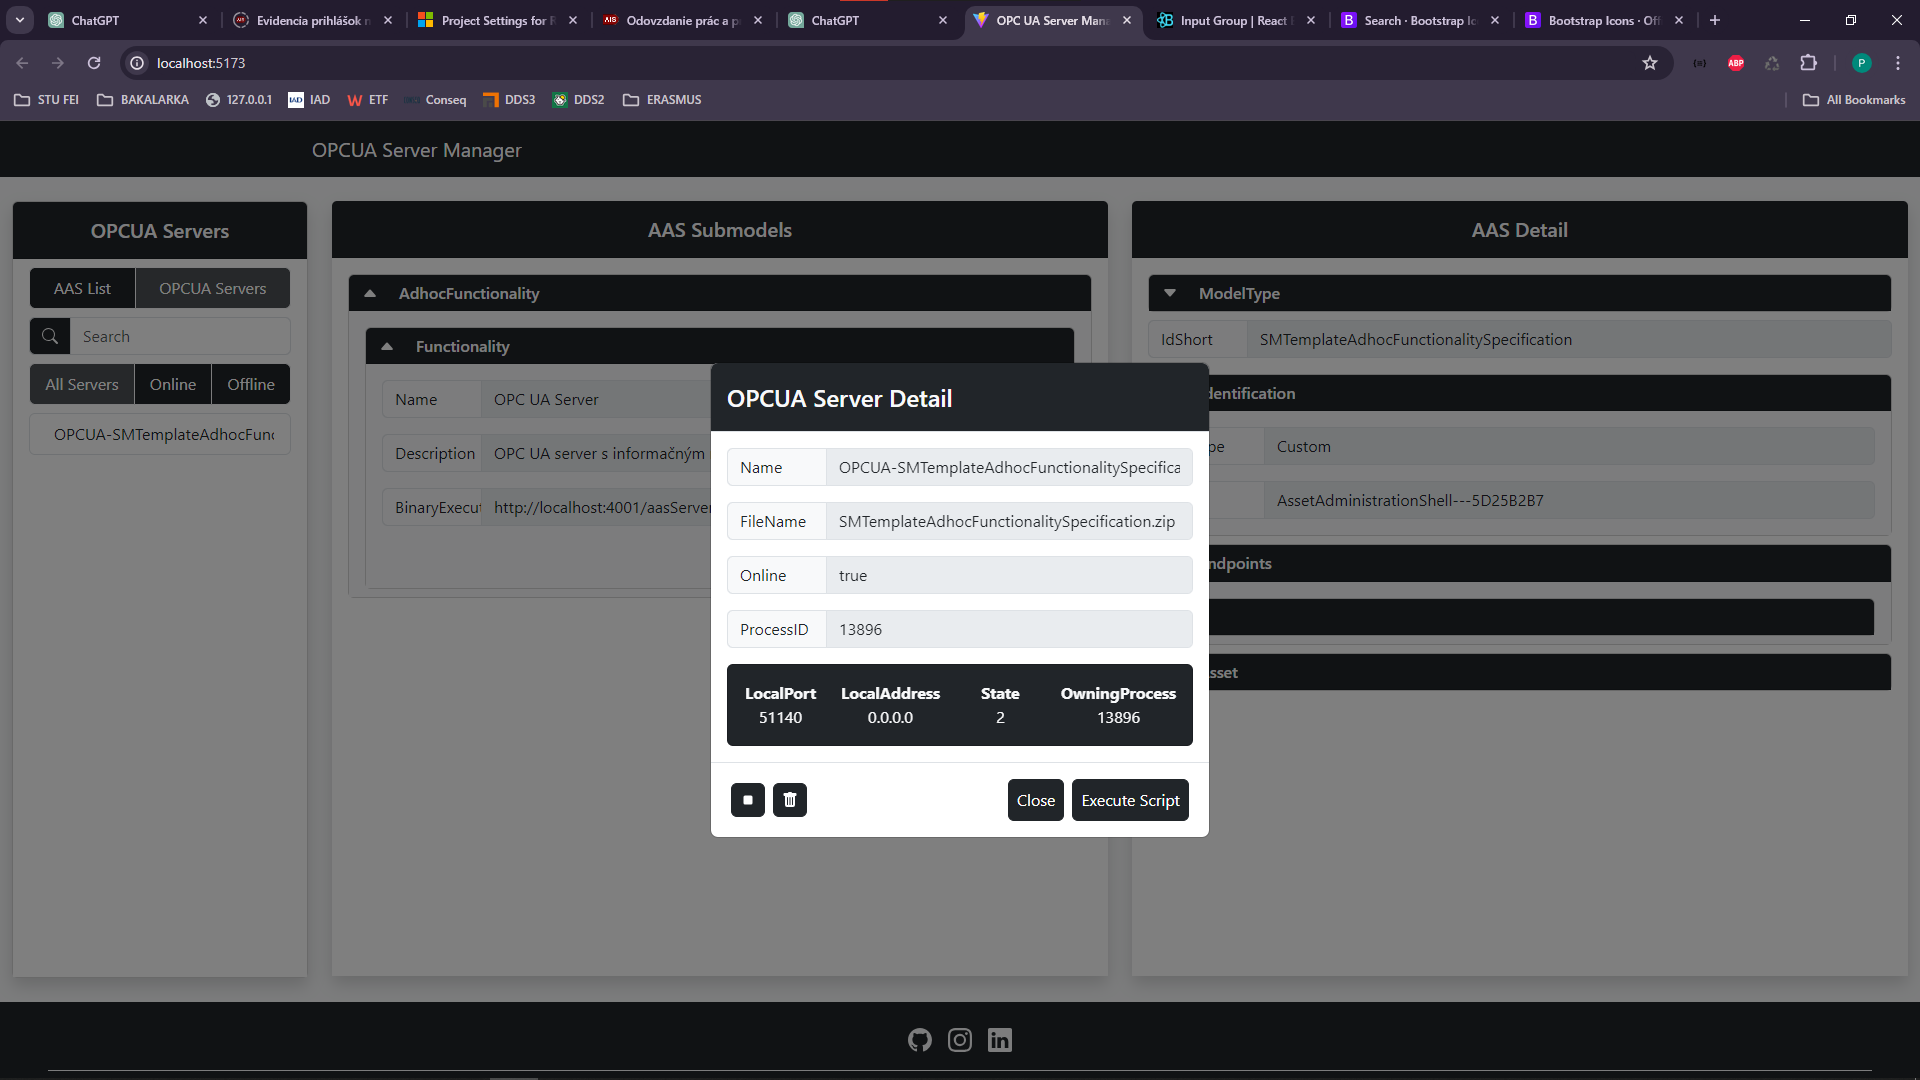 ChatGPT
Evidencia prihlášok n
Project Settings for R
Odovzdanie prác a p
ChatGPT
OPC UA Server Mana
Input Group | React
Search · Bootstrap Ic
Bootstrap Icons · Off
localhost:5173
ABP
P
STU FEI
BAKALARKA
127.0.0.1
IAD
ETF
Conseq
DDS3
DDS2
ERASMUS
All Bookmarks
OPCUA Server Manager
OPCUA Servers
AAS List
OPCUA Servers
Search
All Servers
Online
Offline
OPCUA-SMTemplateAdhocFunc
AAS Submodels
AdhocFunctionality
Functionality
Name
OPC UA Server
Description
OPC UA server s informačným
BinaryExecut
http://localhost:4001/aasServer
AAS Detail
ModelType
IdShort
SMTemplateAdhocFunctionalitySpecification
dentification
pe
Custom
AssetAdministrationShell---5D25B2B7
ndpoints
sset
OPCUA Server Detail
Name
OPCUA-SMTemplateAdhocFunctionalitySpecifica
FileName
SMTemplateAdhocFunctionalitySpecification.zip
Online
true
ProcessID
13896
LocalPort LocalAddress State OwningProcess
51140 0.0.0.0 2 13896
Close
Execute Script